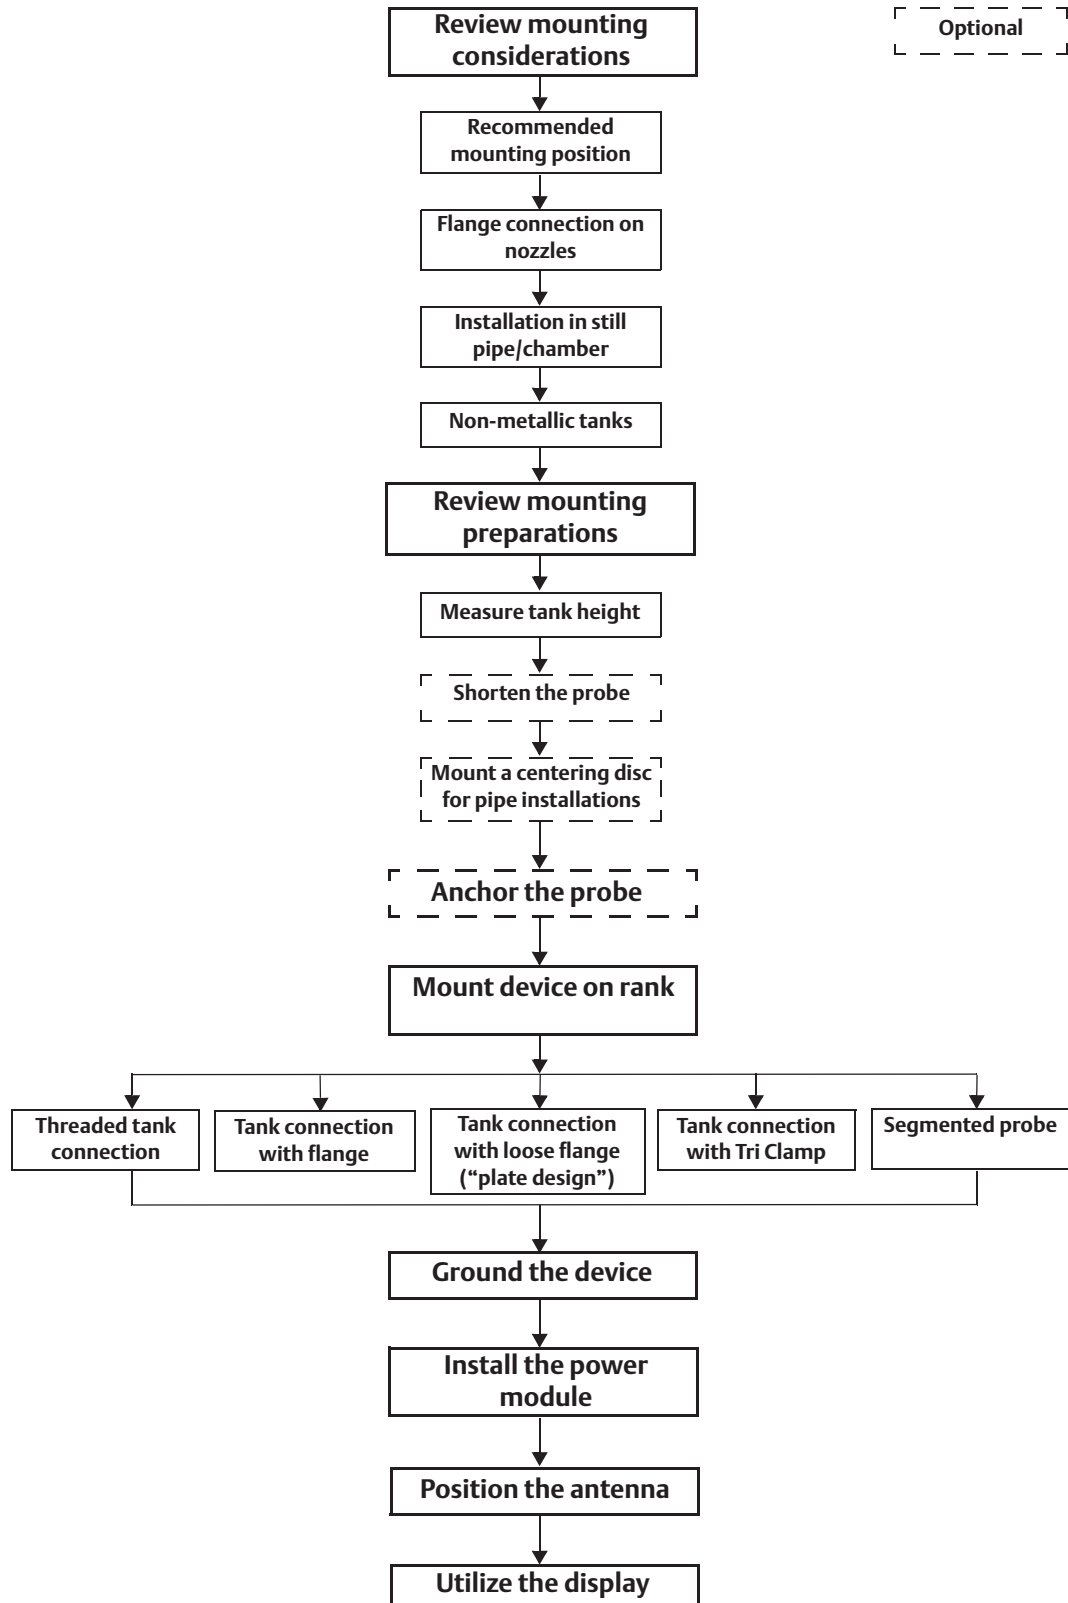 Review mounting
considerations
Optional
Recommended
mounting position
Flange connection on
nozzles
Installation in still
pipe/chamber
Non-metallic tanks
Review mounting
preparations
Measure tank height
Shorten the probe
Mount a centering disc
for pipe installations
Anchor the probe
Mount device on rank
Threaded tank
connection
Tank connection
with flange
Tank connection
with loose flange
(“plate design”)
Tank connection
with Tri Clamp
Segmented probe
Ground the device
Install the power
module
Position the antenna
Utilize the display